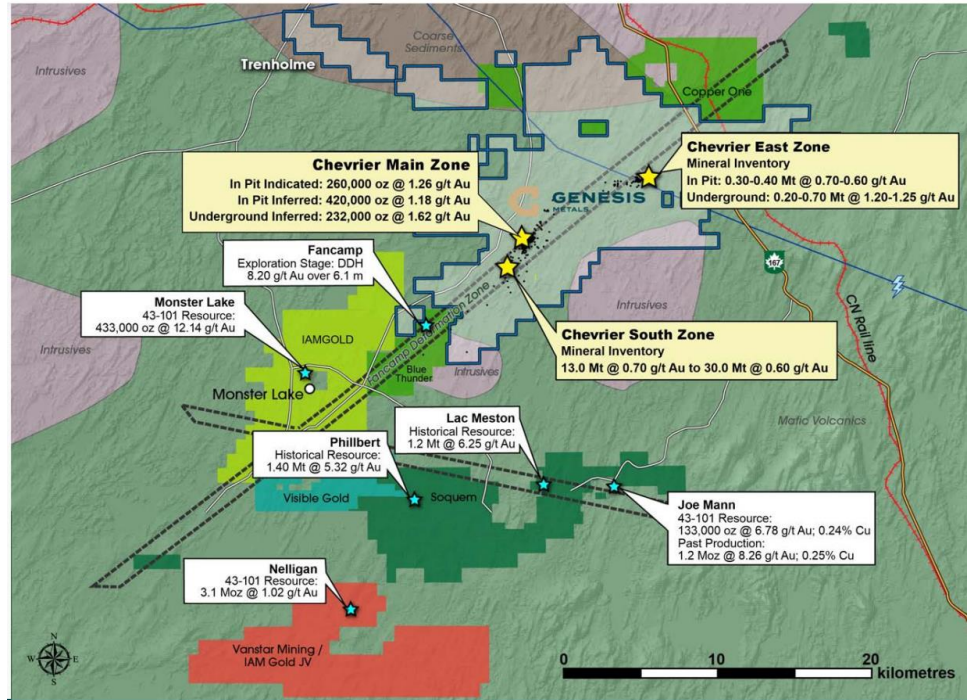 Coarse
Sediments
Intrusives
Trenholme
Intrusives
Copper One
Chevrier East Zone
Mineral Inventory
In Pit: 0.30-0.40 Mt @ 0.70-0.60 g/t Au
Underground: 0.20-0.70 Mt @ 1.20-1.25 g/t Au
Chevrier Main Zone
In Pit Indicated: 260,000 oz @ 1.26 g/t Au
In Pit Inferred: 420,000 oz @ 1.18 g/t Au
Underground Inferred: 232,000 oz @ 1.62 g/t Au
GENESIS
METALS
Fancamp
Exploration Stage: DDH
8.20 g/t Au over 6.1 m
167
Monster Lake
43-101 Resource:
433,000 oz @ 12.14 g/t Au
Fancamp Deformation Zone
Intrusives
CN Rail line
Chevrier South Zone
Mineral Inventory
13.0 Mt @ 0.70 g/t Au to 30.0 Mt @ 0.60 g/t Au
IAMGOLD
Intrusives
Blue
Thunder
Intrusives
Monster Lake
Mafic Volcanics
Lac Meston
Historical Resource:
1.2 Mt @ 6.25 g/t Au
Phillbert
Historical Resource:
1.40 Mt @ 5.32 g/t Au
Visible Gold
Soquem
Joe Mann
43-101 Resource:
133,000 oz @ 6.78 g/t Au; 0.24% Cu
Past Production:
1.2 Moz @ 8.26 g/t Au; 0.25% Cu
Nelligan
43-101 Resource:
3.1 Moz @ 1.02 g/t Au
Vanstar Mining /
IAM Gold JV
N
W
E
S
0
10
20
kilometres